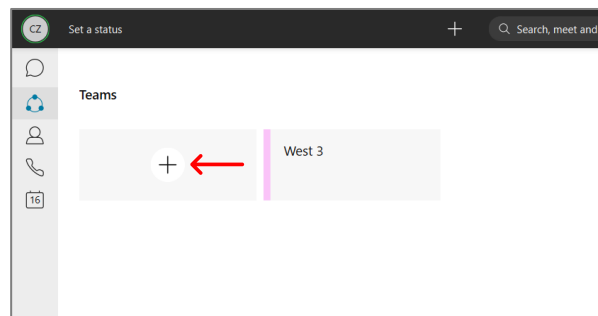 CZ
Set a status
Search, meet and
Teams
West 3
16